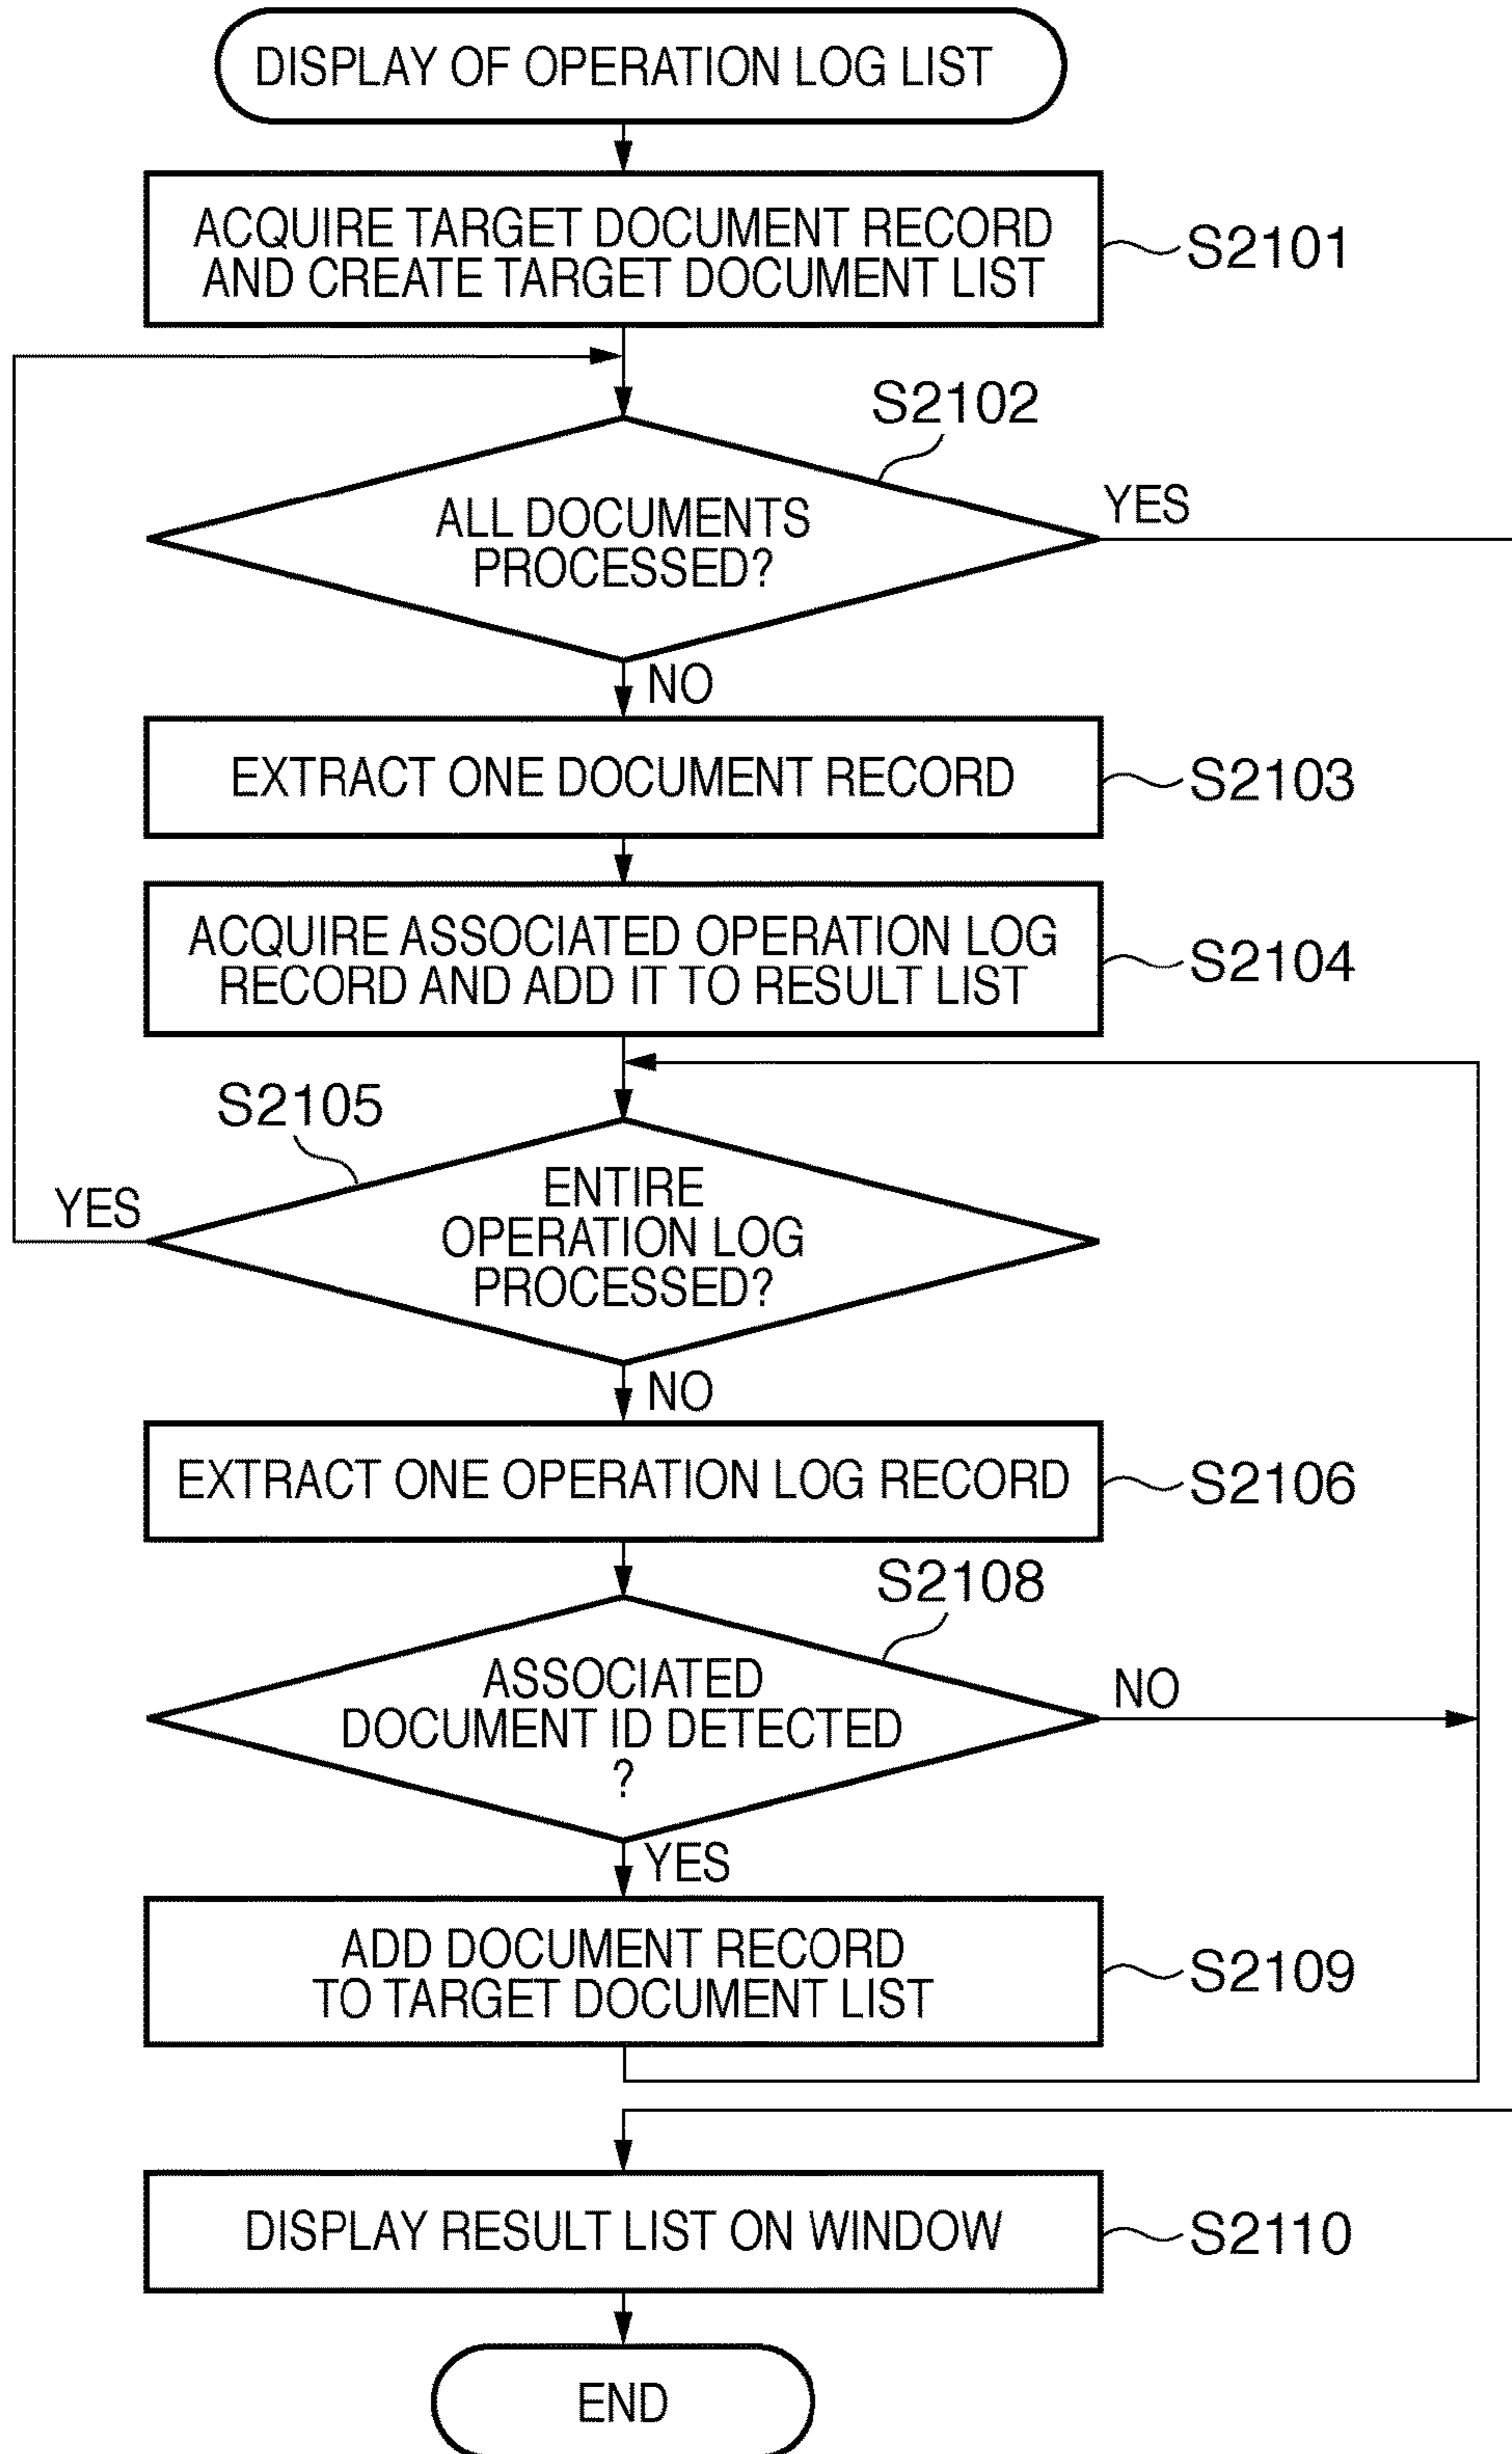 DISPLAY OF OPERATION LOG LIST
ACQUIRE TARGET DOCUMENT RECORD
AND CREATE TARGET DOCUMENT LIST
S2101
S2102
ALL DOCUMENTS
PROCESSED?
YES
NO
EXTRACT ONE DOCUMENT RECORD
S2103
ACQUIRE ASSOCIATED OPERATION LOG
RECORD AND ADD IT TO RESULT LIST
S2104
S2105
ENTIRE
OPERATION LOG
PROCESSED?
YES
NO
EXTRACT ONE OPERATION LOG RECORD
S2106
S2108
ASSOCIATED
DOCUMENT ID DETECTED
?
NO
YES
ADD DOCUMENT RECORD
TO TARGET DOCUMENT LIST
S2109
DISPLAY RESULT LIST ON WINDOW
S2110
END